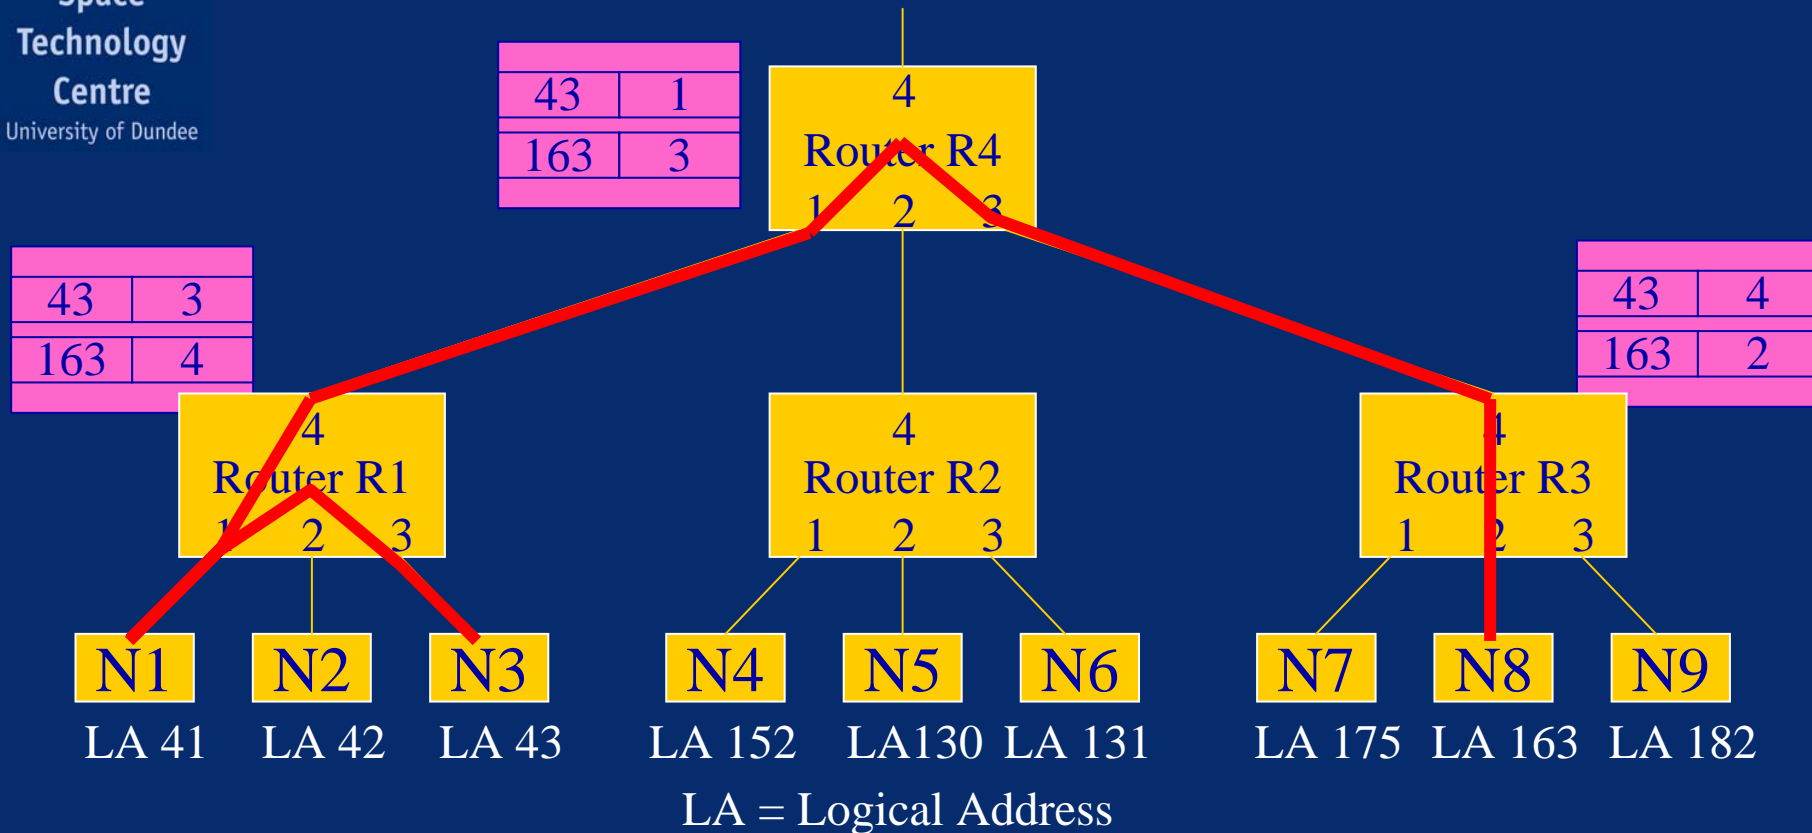 Space
Technology
Centre
University of Dundee
43 1
163 3
4
Router R4
1 2 3
43 3
163 4
43 4
163 2
4
Router R1
1 2 3
4
Router R2
1 2 3
4
Router R3
1 2 3
N1 N2 N3 N4 N5 N6 N7 N8 N9
LA 41 LA 42 LA 43 LA 152 LA130 LA 131 LA 175 LA 163 LA 182
LA = Logical Address